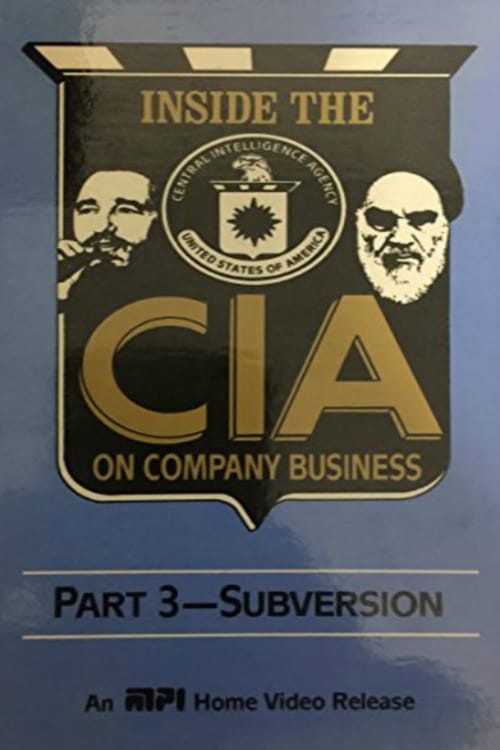 INSIDE THE
CENTRAL INTELLIGENCE AGENCY
UNITED STATES OF AMERICA
CIA
ON COMPANY BUSINESS
PART 3—SUBVERSION
An MPI Home Video Release